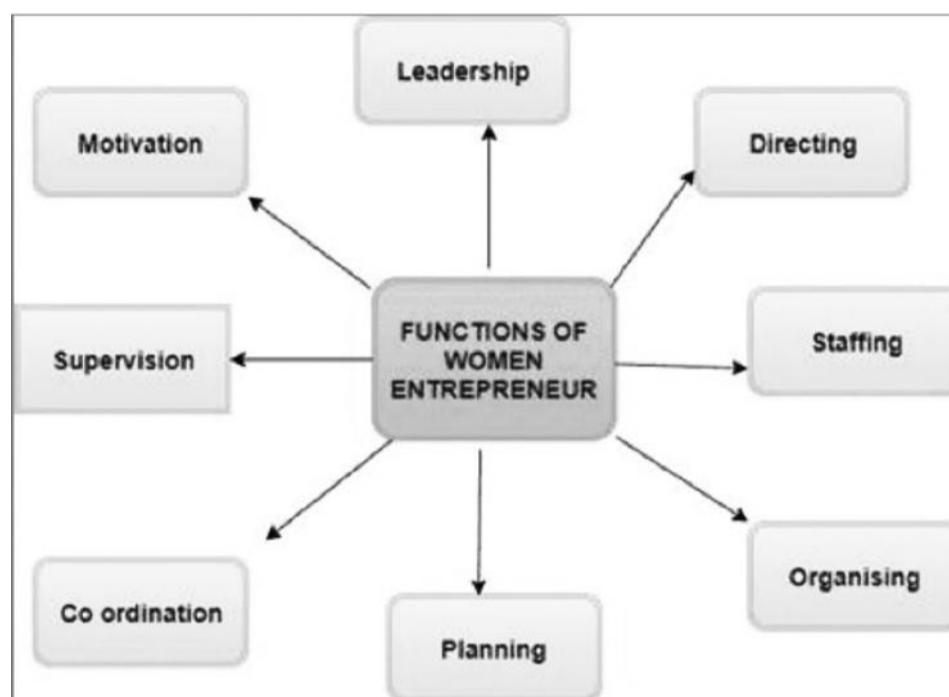 Leadership
Motivation
Directing
FUNCTIONS OF
WOMEN
ENTREPRENEUR
Supervision
Staffing
Co ordination
Planning
Organising